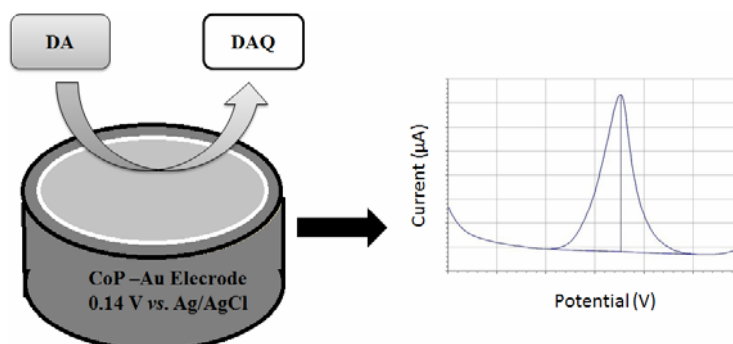 DA
DAQ
CoP –Au Elecrode
0.14 V vs. Ag/AgCl
Current (µA)
Potential (V)